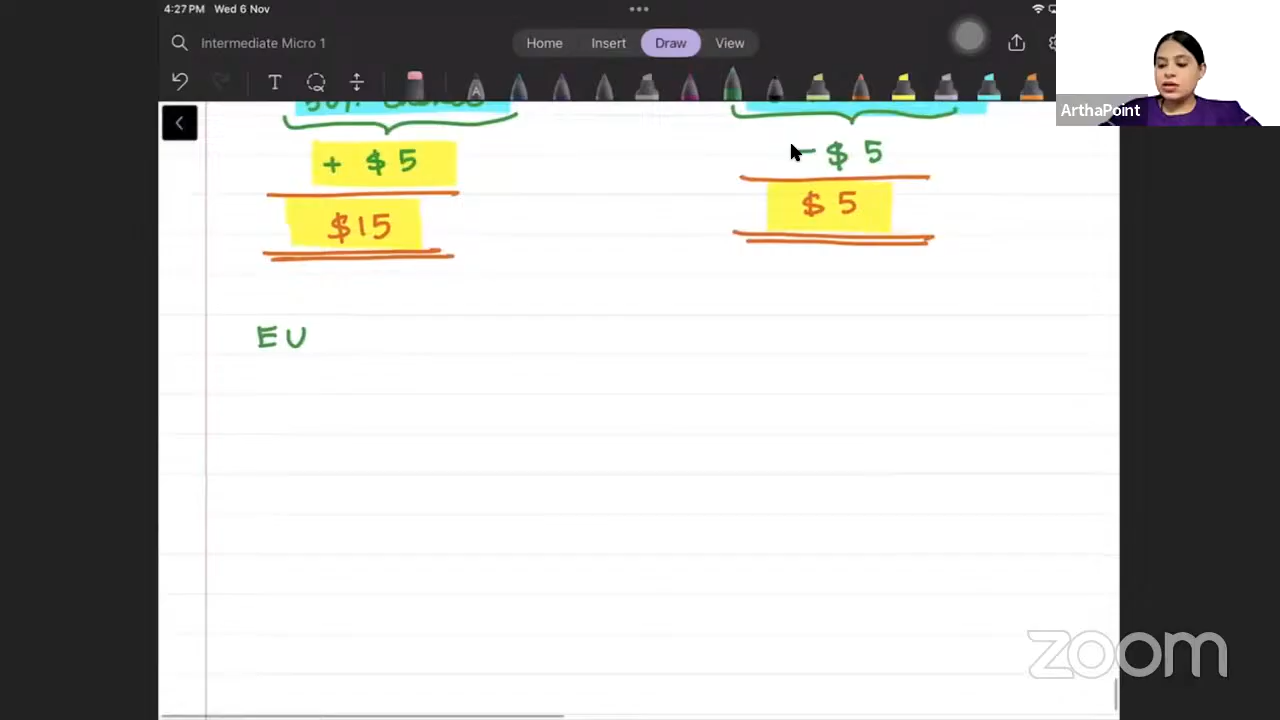 4:27 PM Wed 6 Nov
Intermediate Micro 1
Home Insert Draw View
ArthaPoint
+ $ 5
- $ 5
$15
$ 5
EU
zoom